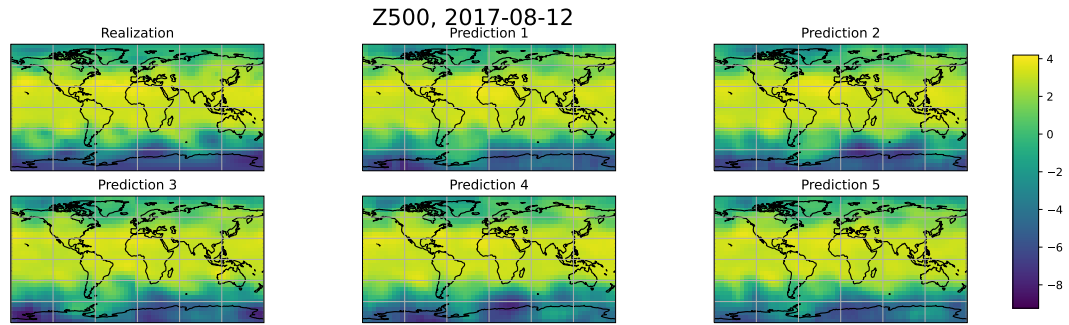 Z500, 2017-08-12
Realization
Prediction 1
Prediction 2
Prediction 3
Prediction 4
Prediction 5
4
2
0
−2
−4
−6
−8